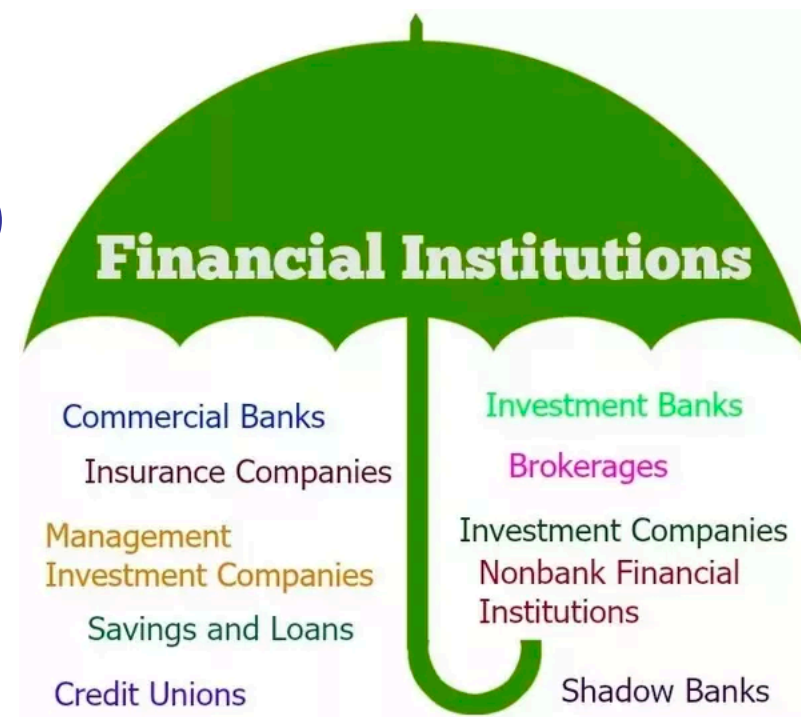 Financial Institutions
Commercial Banks
Insurance Companies
Management
Investment Companies
Savings and Loans
Credit Unions
Investment Banks
Brokerages
Investment Companies
Nonbank Financial
Institutions
Shadow Banks